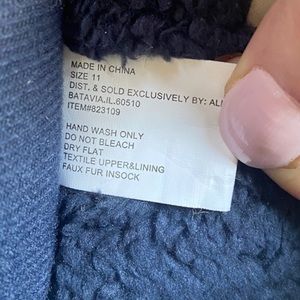 MADE IN CHINA
SIZE 11
DIST. & SOLD EXCLUSIVELY BY:
BATAVIA.IL.60510
ITEM#823109
HAND WASH ONLY
DO NOT BLEACH
DRY FLAT
TEXTILE UPPER&LINING
FAUX FUR INSOCK